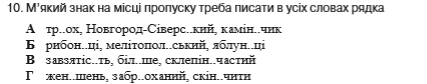 10. М'який знак на місці пропуску треба писати в усіх словах рядка
А тр..ох, Новгород-Сіверс..кий, камін..чик
Б рибон..ці, мелітопол..ський, яблун..ці
В завзятіс..ть, біл..ше, склепін..частий
Г жен..шень, забр..оханий, скін..чити